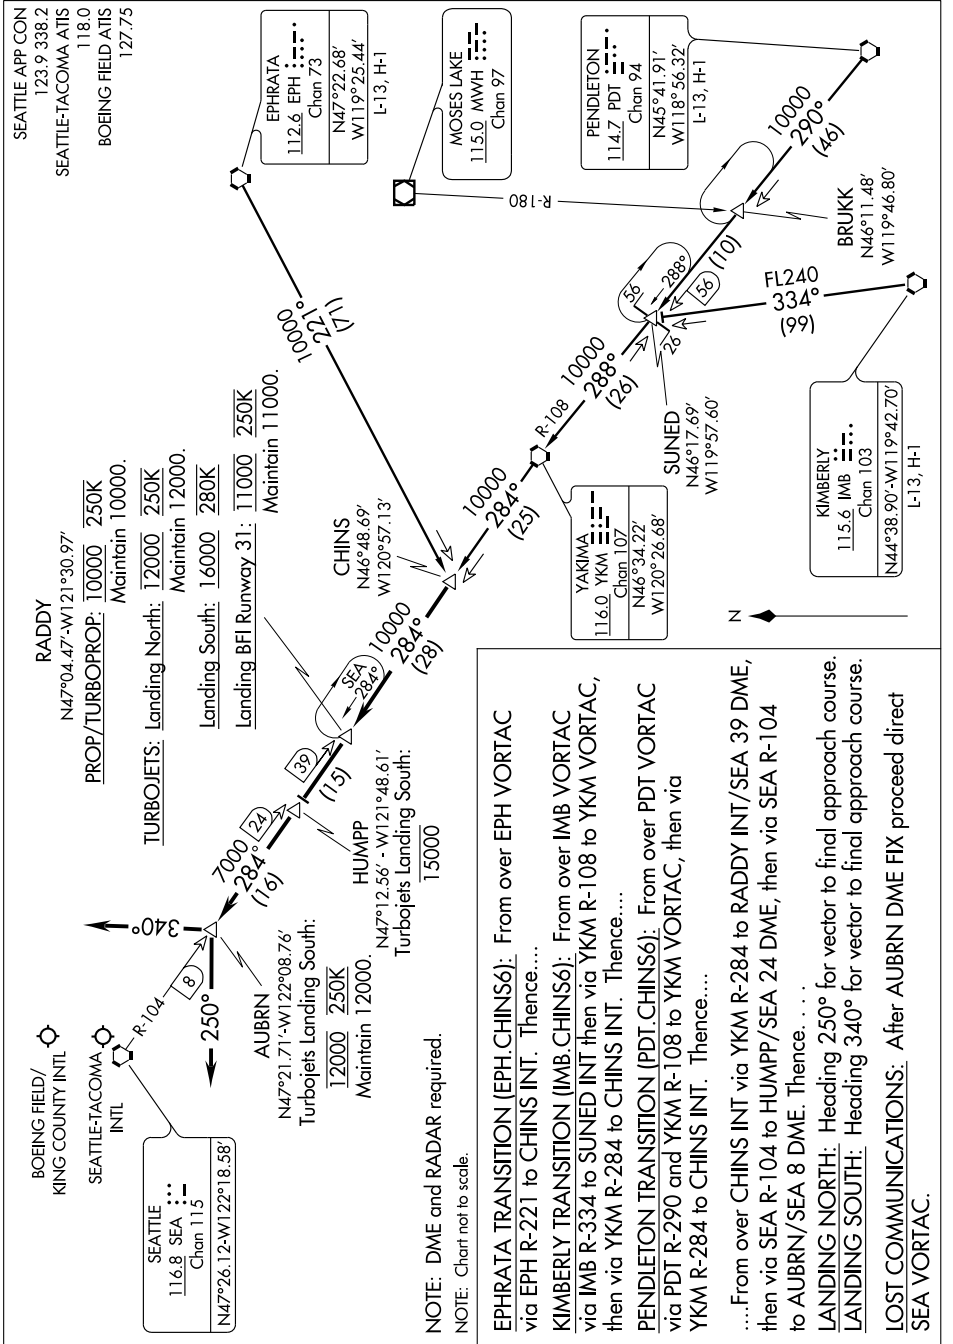 SEATTLE APP CON
123.9 338.2
SEATTLE-TACOMA ATIS
118.0
BOEING FIELD ATIS
127.75
EPHRATA
112.6 EPH
Chan 73
N47°22.68'
W119°25.44'
L-13, H-1
MOSES LAKE
115.0 MWH
Chan 97
PENDLETON
114.7 PDT
Chan 94
N45°41.91'
W118°56.32'
L-13, H-1
10000
290°
(46)
R-180
BRUKK
N46°11.48'
W119°46.80'
(10)
56
288°
56
26
FL240
334°
(99)
10000
221°
(71)
10000
288°
(26)
R-108
SUNED
N46°17.69'
W119°57.60'
KIMBERLY
115.6 IMB
Chan 103
N44°38.90'-W119°42.70'
L-13, H-1
YAKIMA
116.0 YKM
Chan 107
N46°34.22'
W120°26.68'
10000
284°
(25)
CHINS
N46°48.69'
W120°57.13'
N
RADDY
N47°04.47'-W121°30.97'
PROP/TURBOPROP: 10000 250K
Maintain 10000.
TURBOJETS: Landing North: 12000 250K
Maintain 12000.
Landing South: 16000 280K
Landing BFI Runway 31: 11000 250K
Maintain 11000.
10000
284°
(28)
SEA
284°
39
(15)
HUMPP
N47°12.56' - W121°48.61'
Turbojets Landing South:
15000
24
7000
284°
(16)
340°
250°
8
R-104
AUBRN
N47°21.71'-W122°08.76'
Turbojets Landing South:
12000 250K
Maintain 12000.
BOEING FIELD/
KING COUNTY INTL
SEATTLE-TACOMA
INTL
SEATTLE
116.8 SEA
Chan 115
N47°26.12-W122°18.58'
NOTE: DME and RADAR required.
NOTE: Chart not to scale.
EPHRATA TRANSITION (EPH.CHINS6): From over EPH VORTAC
via EPH R-221 to CHINS INT. Thence....
KIMBERLY TRANSITION (IMB.CHINS6): From over IMB VORTAC
via IMB R-334 to SUNED INT then via YKM R-108 to YKM VORTAC,
then via YKM R-284 to CHINS INT. Thence....
PENDLETON TRANSITION (PDT.CHINS6): From over PDT VORTAC
via PDT R-290 and YKM R-108 to YKM VORTAC, then via
YKM R-284 to CHINS INT. Thence....
....From over CHINS INT via YKM R-284 to RADDY INT/SEA 39 DME,
then via SEA R-104 to HUMPP/SEA 24 DME, then via SEA R-104
to AUBRN/SEA 8 DME. Thence. . . .
LANDING NORTH: Heading 250° for vector to final approach course.
LANDING SOUTH: Heading 340° for vector to final approach course.
LOST COMMUNICATIONS: After AUBRN DME FIX proceed direct
SEA VORTAC.